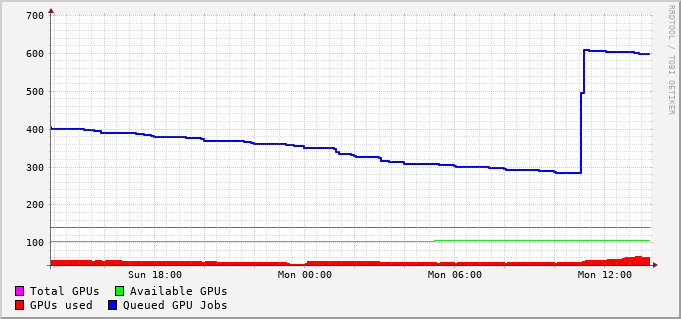 700
600
500
400
300
200
100
Sun 18:00 Mon 00:00 Mon 06:00 Mon 12:00
Total GPUs Available GPUs
GPUs used Queued GPU Jobs
RRDTOOL / TOBI OETIKER